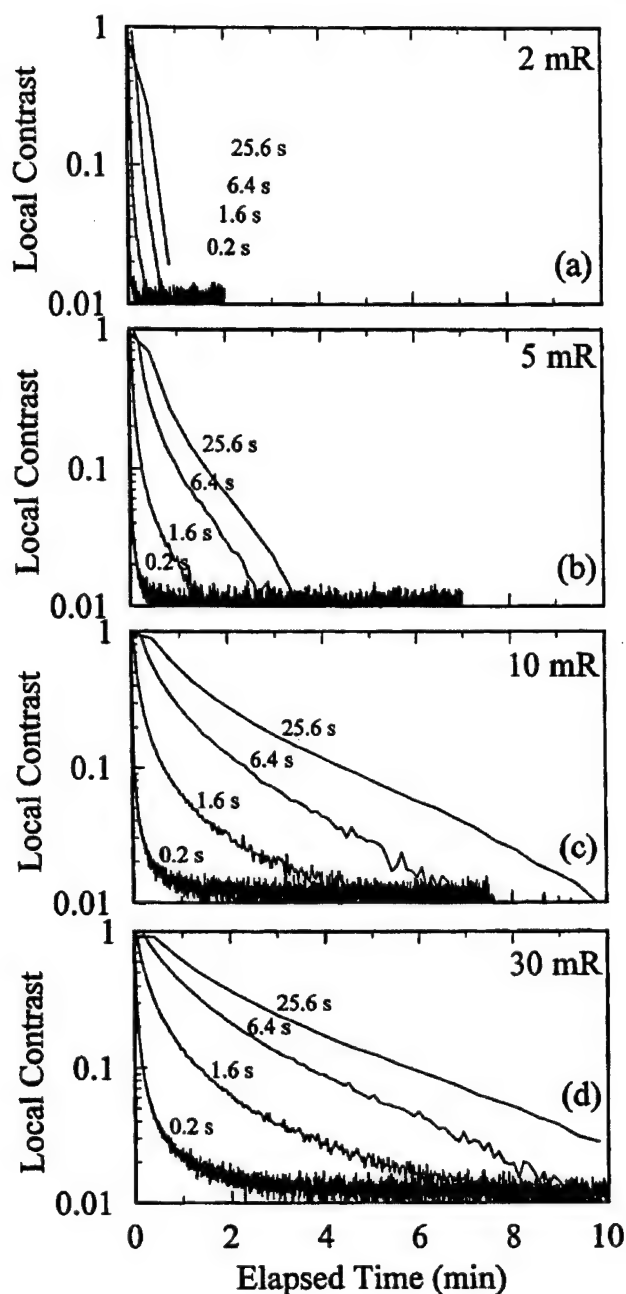 1
2 mR
Local Contrast
0.1
25.6 s
6.4 s
1.6 s
0.2 s
(a)
0.01
1
5 mR
Local Contrast
0.1
25.6 s
6.4 s
1.6 s
0.2 s
(b)
0.01
1
10 mR
Local Contrast
0.1
25.6 s
6.4 s
1.6 s
0.2 s
(c)
0.01
1
30 mR
Local Contrast
0.1
25.6 s
6.4 s
1.6 s
0.2 s
(d)
0.01
0 2 4 6 8 10
Elapsed Time (min)